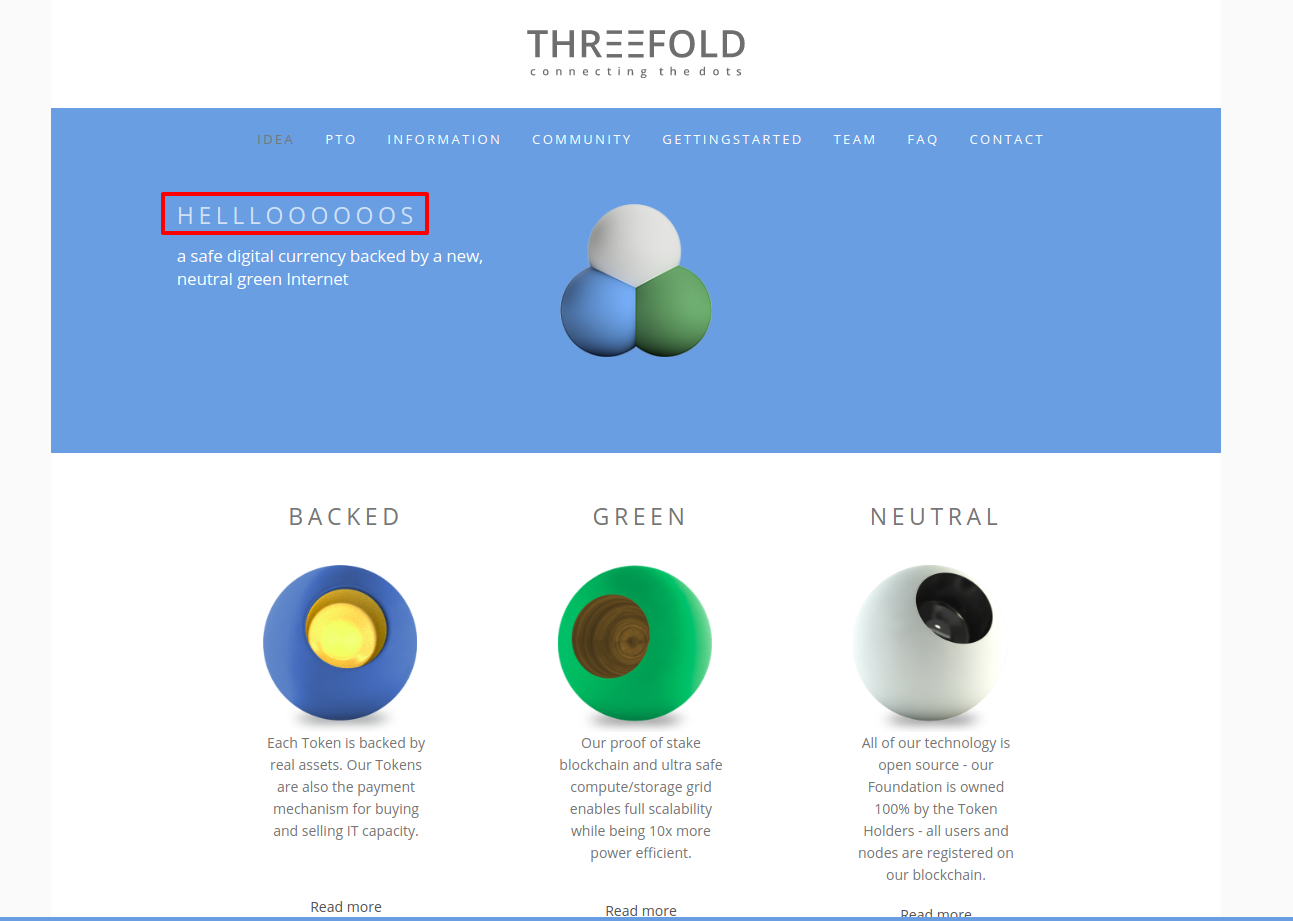 THREEFOLD
connecting the dots
IDEA PTO INFORMATION COMMUNITY GETTINGSTARTED TEAM FAQ CONTACT
HELLLOOOOOOS
a safe digital currency backed by a new,
neutral green Internet
BACKED
Each Token is backed by
real assets. Our Tokens
are also the payment
mechanism for buying
and selling IT capacity.
Read more
GREEN
Our proof of stake
blockchain and ultra safe
compute/storage grid
enables full scalability
while being 10x more
power efficient.
Read more
NEUTRAL
All of our technology is
open source - our
Foundation is owned
100% by the Token
Holders - all users and
nodes are registered on
our blockchain.
Read more